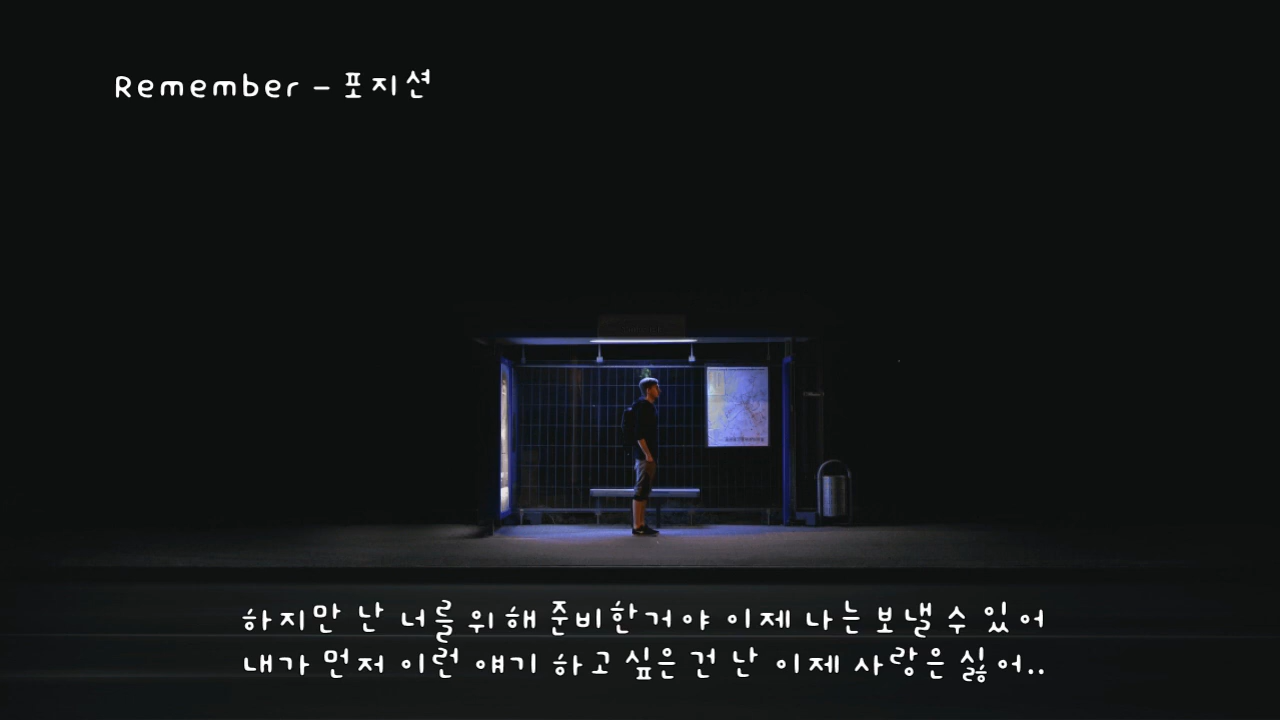 Remember - 포지션
하지만 난 너를 위해 준비한거야 이제 나는 보낼 수 있어
내가 먼저 이런 얘기 하고 싶은 건 난 이제 사랑은 싫어..